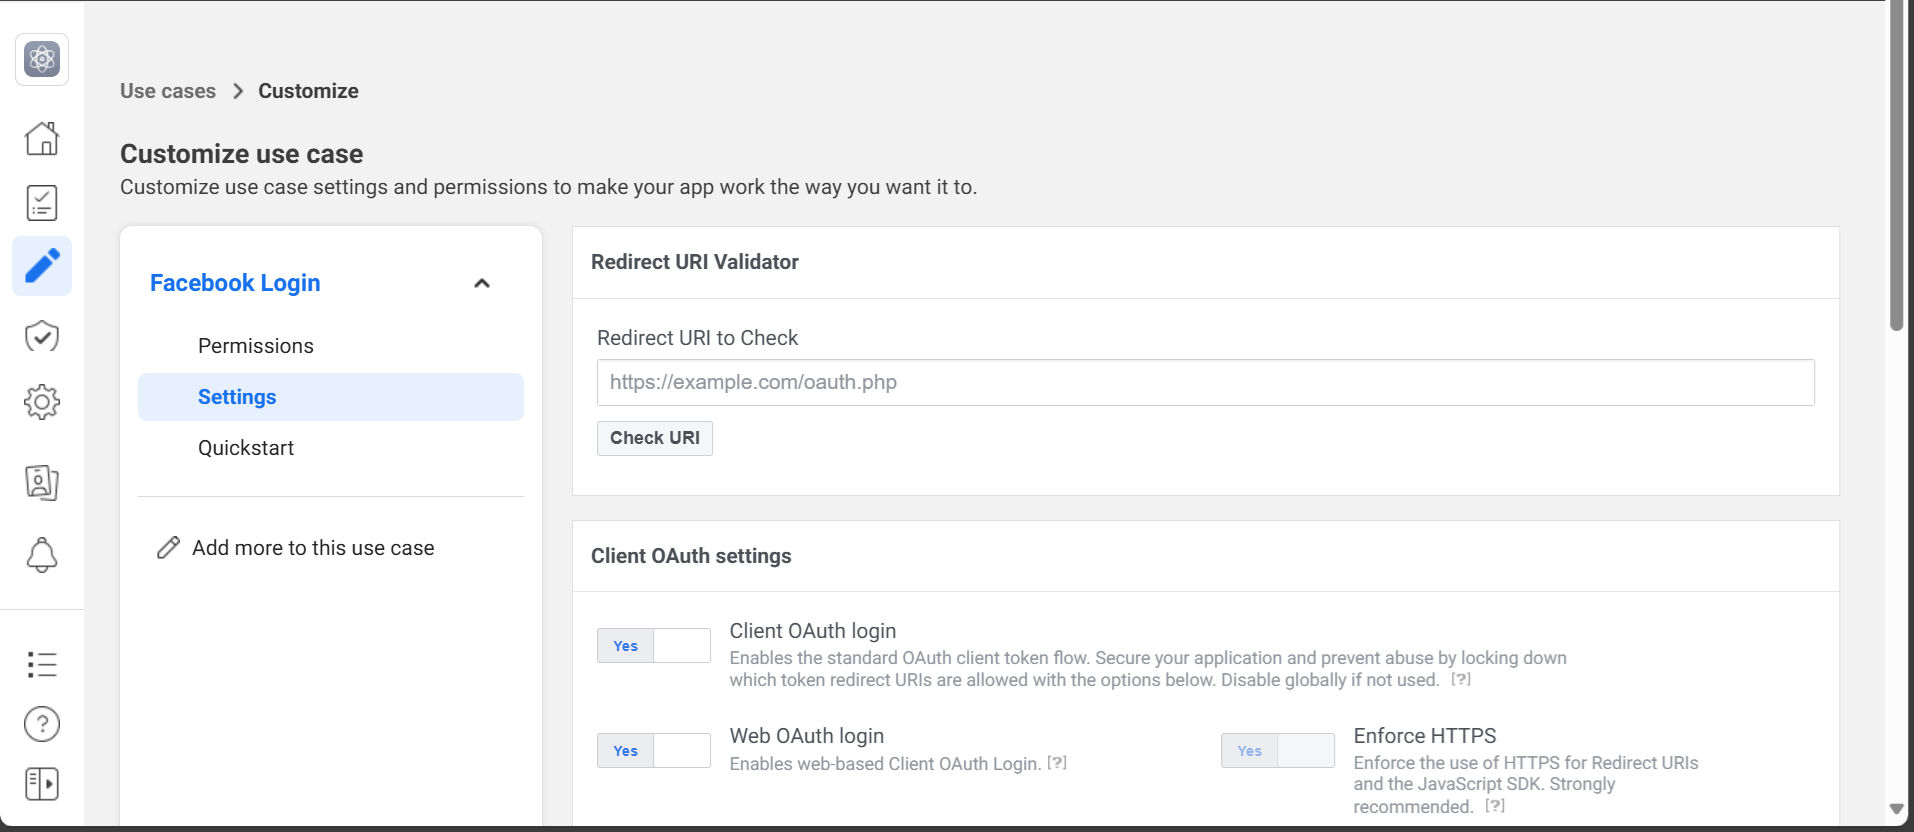 Use cases > Customize
Customize use case
Customize use case settings and permissions to make your app work the way you want it to.
Facebook Login
Permissions
Settings
Quickstart
Add more to this use case
Redirect URI Validator
Redirect URI to Check
https://example.com/oauth.php
Check URI
Client OAuth settings
Yes
Client OAuth login
Enables the standard OAuth client token flow. Secure your application and prevent abuse by locking down
which token redirect URIs are allowed with the options below. Disable globally if not used. [?]
Yes
Web OAuth login
Enables web-based Client OAuth Login. [?]
Yes
Enforce HTTPS
Enforce the use of HTTPS for Redirect URIs
and the JavaScript SDK. Strongly
recommended. [?]